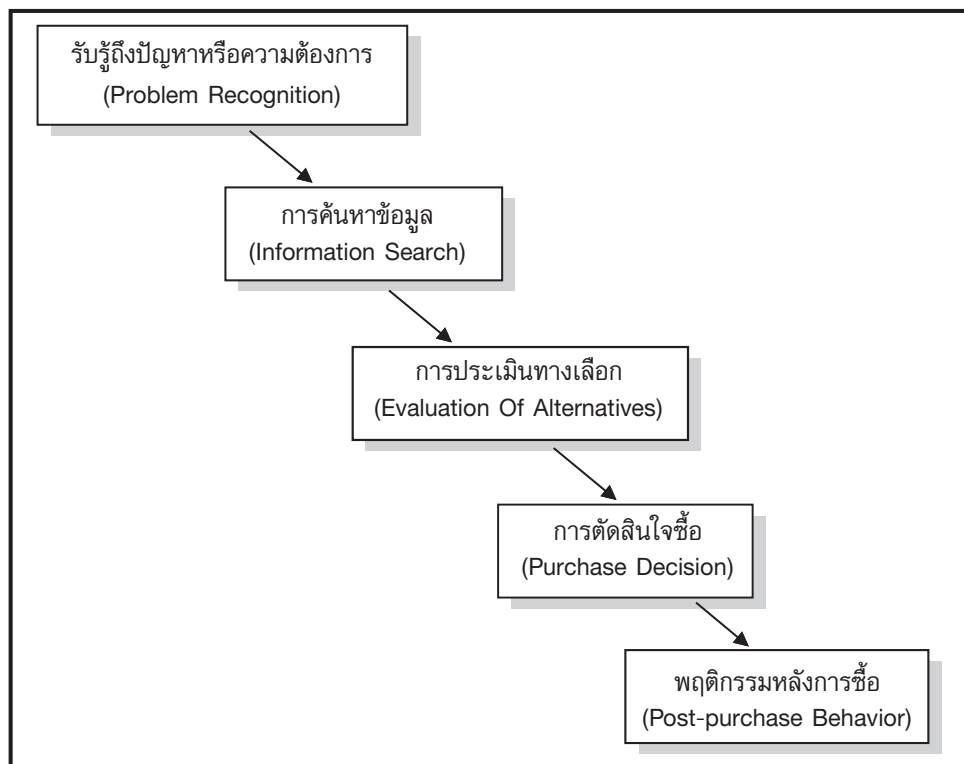 รับรู้ถึงปัญหาหรือความต้องการ
(Problem Recognition)
การค้นหาข้อมูล
(Information Search)
การประเมินทางเลือก
(Evaluation Of Alternatives)
การตัดสินใจซื้อ
(Purchase Decision)
พฤติกรรมหลังการซื้อ
(Post-purchase Behavior)